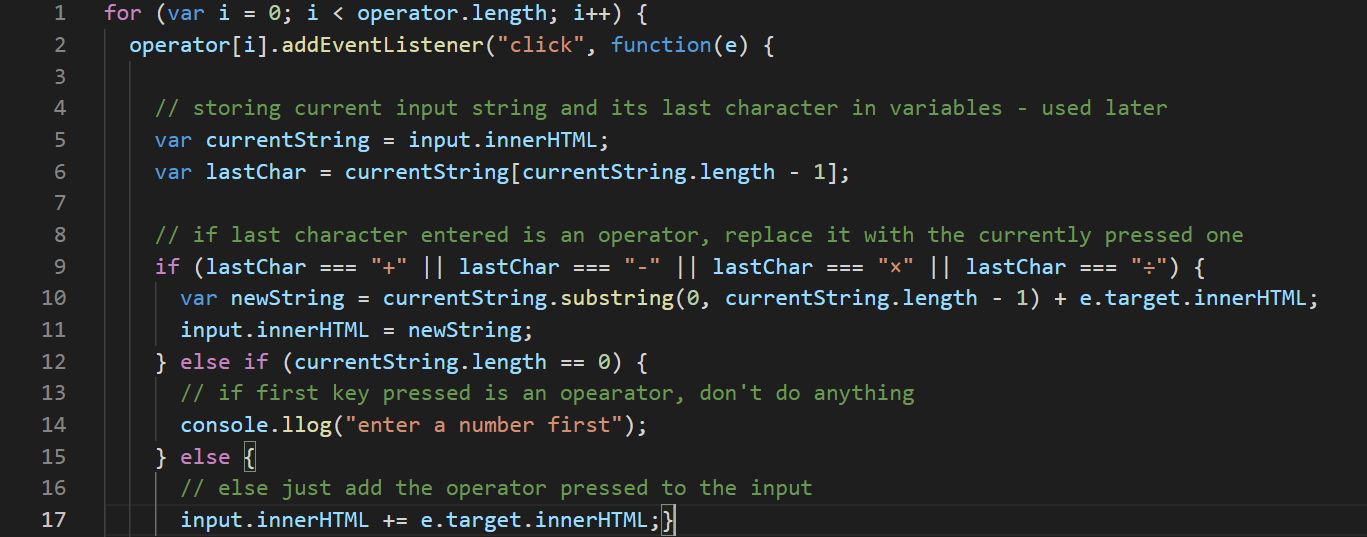 1 for (var i = 0; i < operator.length; i++) {
2 operator[i].addEventListener("click", function(e) {
3
4 // storing current input string and its last character in variables - used later
5 var currentString = input.innerHTML;
6 var lastChar = currentString[currentString.length - 1];
7
8 // if last character entered is an operator, replace it with the currently pressed one
9 if (lastChar === "+" || lastChar === "-" || lastChar === "×" || lastChar === "÷") {
10 var newString = currentString.substring(0, currentString.length - 1) + e.target.innerHTML;
11 input.innerHTML = newString;
12 } else if (currentString.length == 0) {
13 // if first key pressed is an opearator, don't do anything
14 console.llog("enter a number first");
15 } else {
16 // else just add the operator pressed to the input
17 input.innerHTML += e.target.innerHTML;}